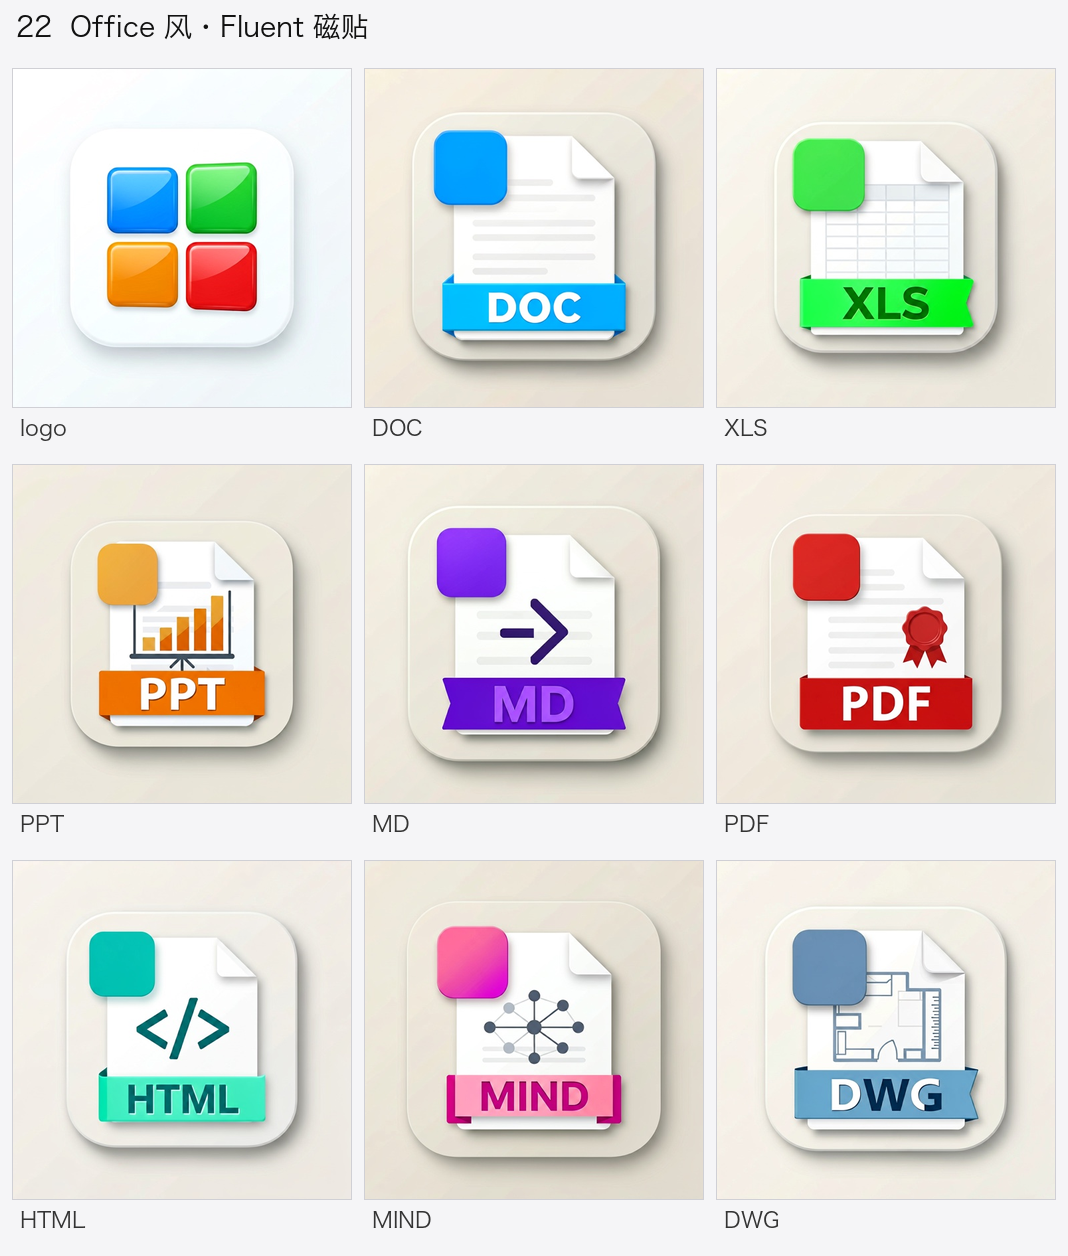 22 Office 风·Fluent 磁贴
logo
DOC
DOC
XLS
XLS
PPT
PPT
MD
MD
PDF
PDF
</>
HTML
HTML
MIND
MIND
DWG
DWG